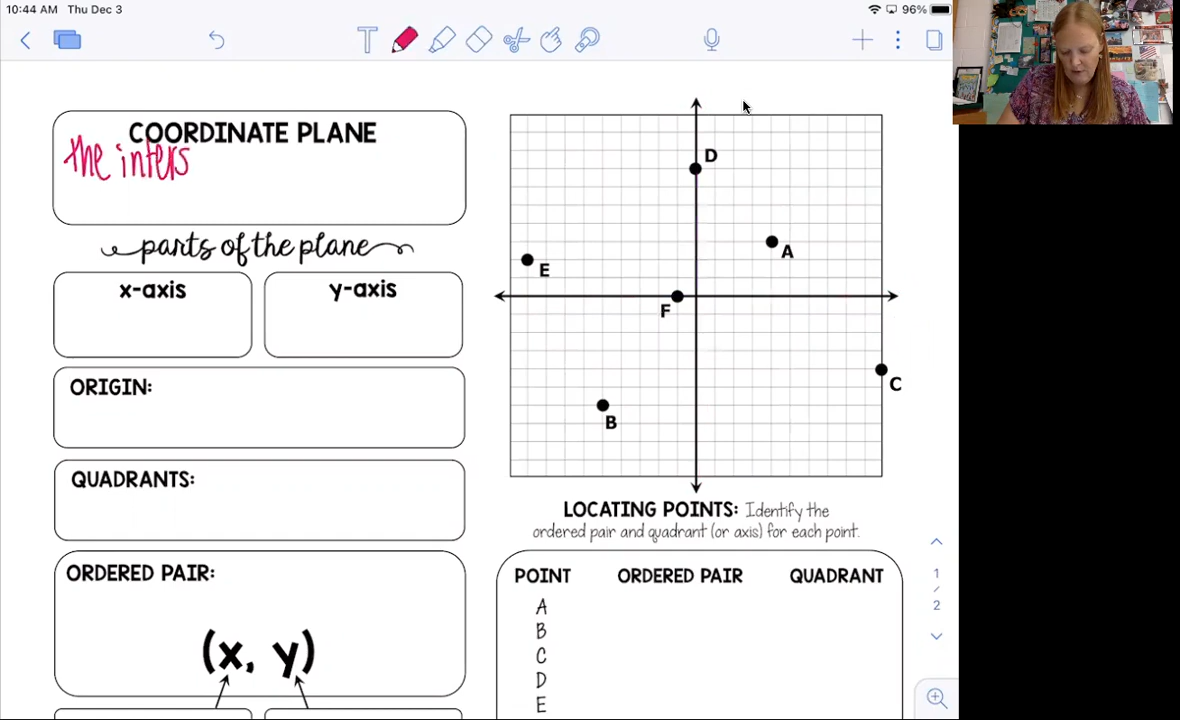 10:44 AM Thu Dec 3
96%
COORDINATE PLANE
the inters
parts of the plane
x-axis
y-axis
ORIGIN:
QUADRANTS:
ORDERED PAIR:
(x, y)
D
A
E
F
C
B
LOCATING POINTS: Identify the
ordered pair and quadrant (or axis) for each point.
POINT ORDERED PAIR QUADRANT
A
B
C
D
E
1
/
2